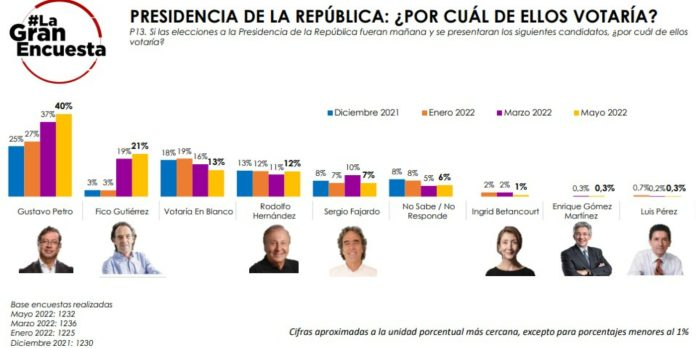 #La
Gran
Encuesta
PRESIDENCIA DE LA REPÚBLICA: ¿POR CUÁL DE ELLOS VOTARÍA?
P13. Si las elecciones a la Presidencia de la República fueran mañana y se presentaran los siguientes candidatos, ¿por cuál de ellos
votaría?
Diciembre 2021 Enero 2022 Marzo 2022 Mayo 2022
25% 27% 37% 40%
3% 3% 19% 21%
18% 19% 16% 13%
13% 12% 11% 12%
8% 7% 10% 7%
8% 8% 5% 6%
2% 2% 1%
0,3% 0,3%
0,7% 0,2% 0,3%
Gustavo Petro
Fico Gutiérrez
Votaría En Blanco
Rodolfo
Hernández
Sergio Fajardo
No Sabe / No
Responde
Ingrid Betancourt
Enrique Gómez
Martínez
Luis Pérez
Base encuestas realizadas
Mayo 2022: 1232
Marzo 2022: 1236
Enero 2022: 1225
Diciembre 2021: 1230
Cifras aproximadas a la unidad porcentual más cercana, excepto para porcentajes menores al 1%